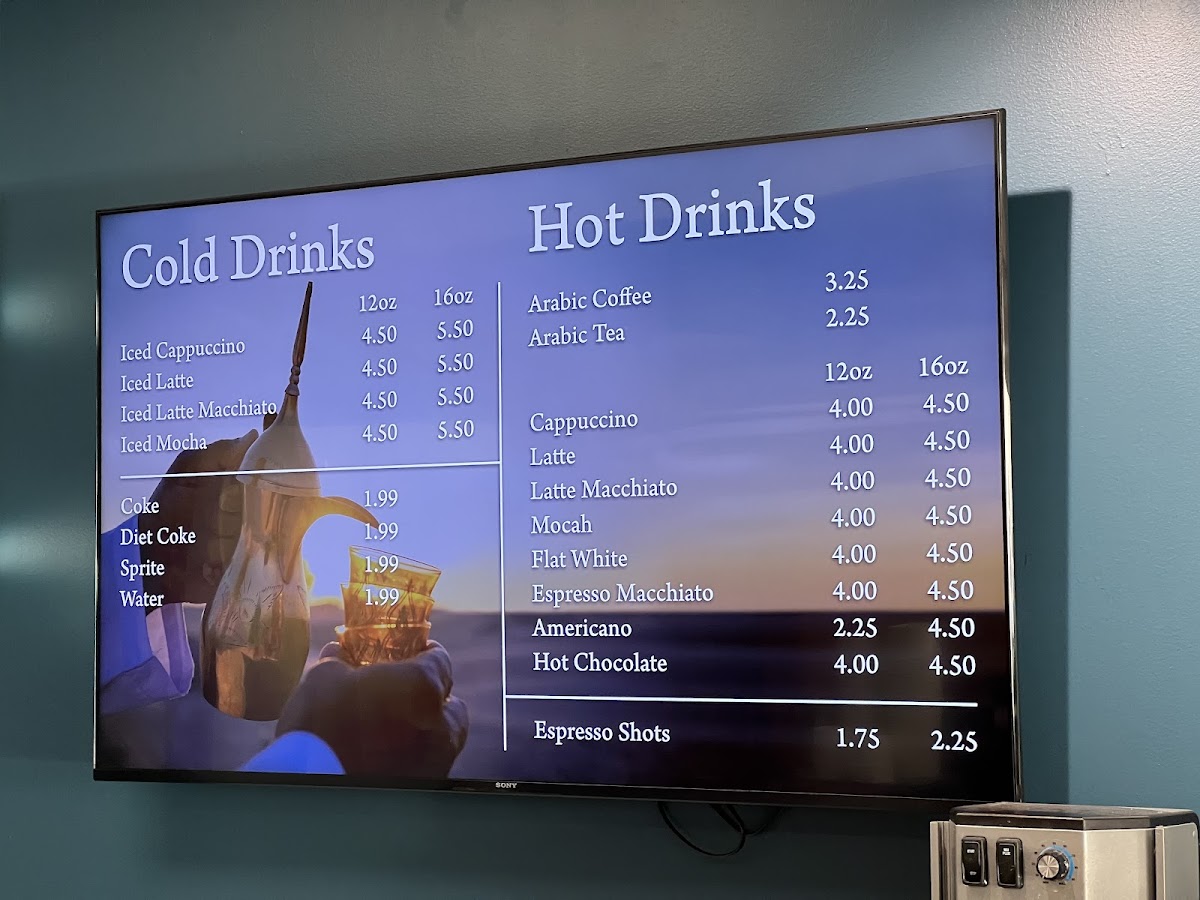 Cold Drinks
12oz 16oz
Iced Cappuccino 4.50 5.50
Iced Latte 4.50 5.50
Iced Latte Macchiato 4.50 5.50
Iced Mocha 4.50 5.50
Coke 1.99
Diet Coke 1.99
Sprite 1.99
Water 1.99
Hot Drinks
Arabic Coffee 3.25
Arabic Tea 2.25
12oz 16oz
Cappuccino 4.00 4.50
Latte 4.00 4.50
Latte Macchiato 4.00 4.50
Mocah 4.00 4.50
Flat White 4.00 4.50
Espresso Macchiato 4.00 4.50
Americano 2.25 4.50
Hot Chocolate 4.00 4.50
Espresso Shots 1.75 2.25
SONY